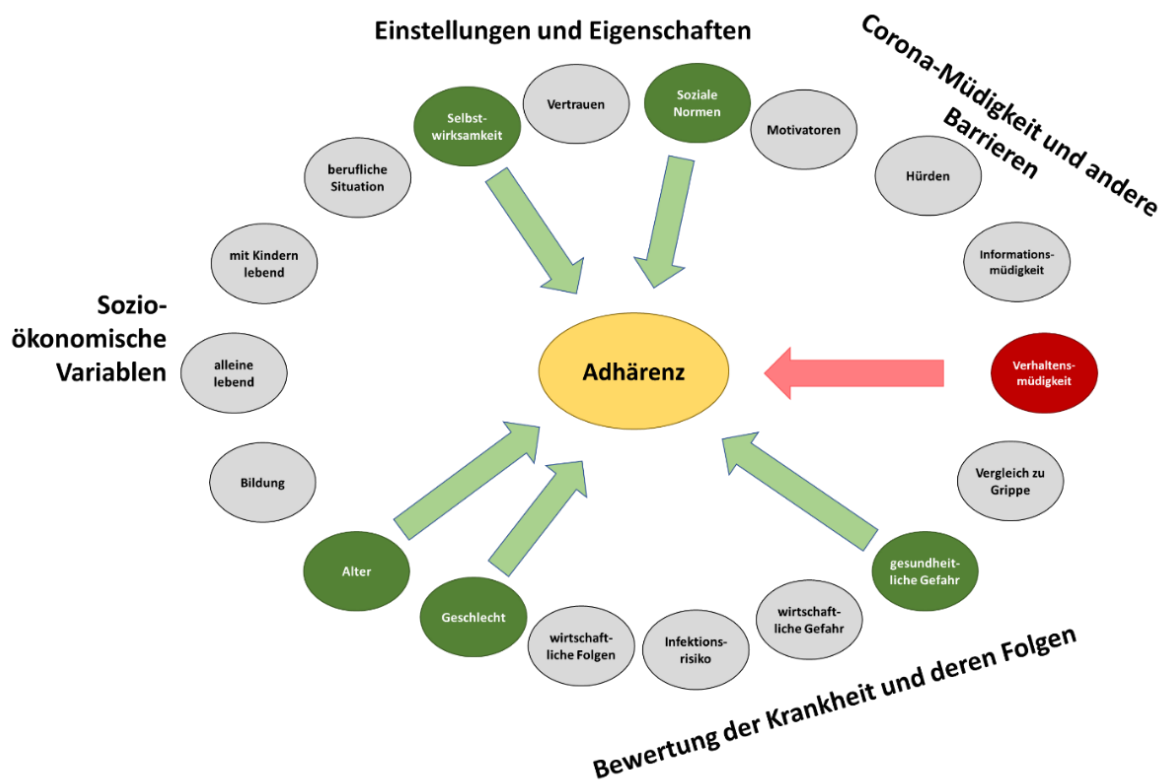 Einstellungen und Eigenschaften
Corona-Müdigkeit und andere
Barrieren
Selbst-
wirksamkeit
Vertrauen
Soziale
Normen
Motivatoren
berufliche
Situation
Hürden
mit Kindern
lebend
Informations-
müdigkeit
Sozio-
ökonomische
Variablen
alleine
lebend
Adhärenz
Verhaltens-
müdigkeit
Bildung
Vergleich zu
Grippe
Alter
gesundheit-
liche Gefahr
Geschlecht
wirtschaft-
liche Folgen
Infektions-
risiko
wirtschaft-
liche Gefahr
Bewertung der Krankheit und deren Folgen